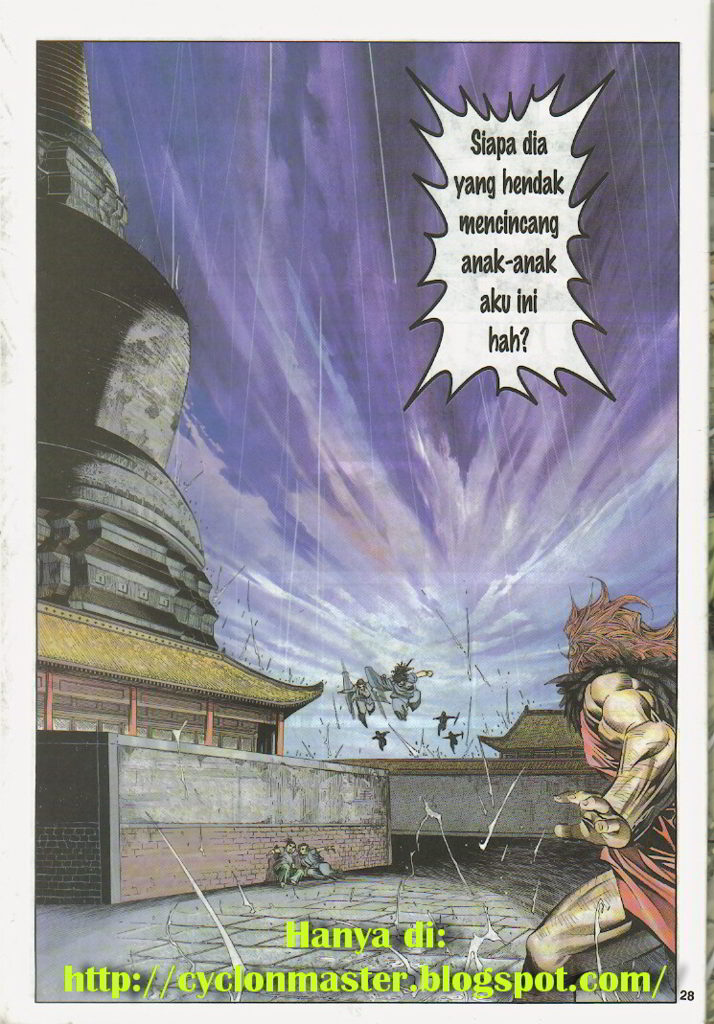 Siapa dia
yang hendak
mencincang
anak-anak
aku ini
hah?
Hanya di:
http://cyclonmaster.blogspot.com/
28